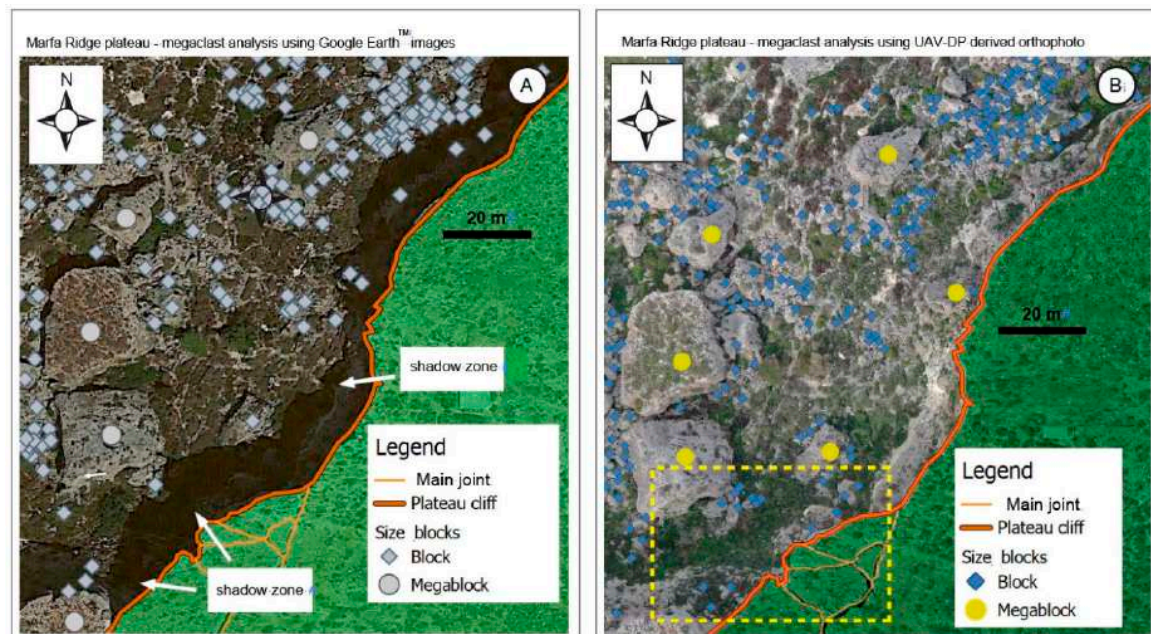 Marfa Ridge plateau - megaclast analysis using Google Earth™ images
N
A
20 m
shadow zone
Legend
Main joint
Plateau cliff
Size blocks
Block
Megablock
shadow zone
Marfa Ridge plateau - megaclast analysis using UAV-DP derived orthophoto
N
B
20 m
Legend
Main joint
Plateau cliff
Size blocks
Block
Megablock